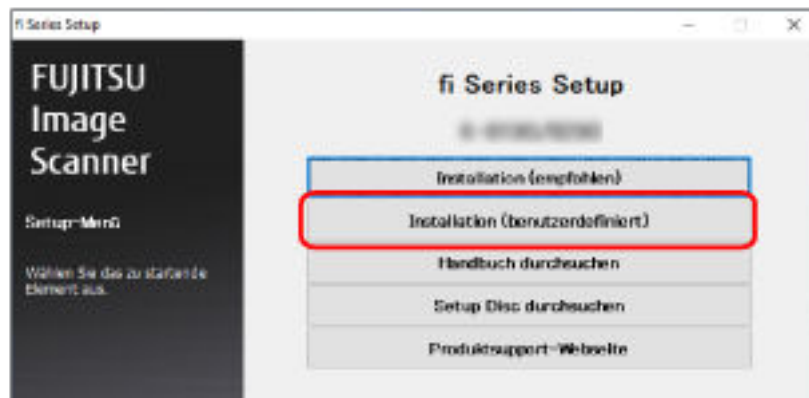 fi Series Setup
FUJITSU
Image
Scanner
Setup-Menü
Wählen Sie das zu startende
Element aus.
fi Series Setup
Installation (empfohlen)
Installation (benutzerdefiniert)
Handbuch durchsuchen
Setup Disc durchsuchen
Produktsupport-Webseite